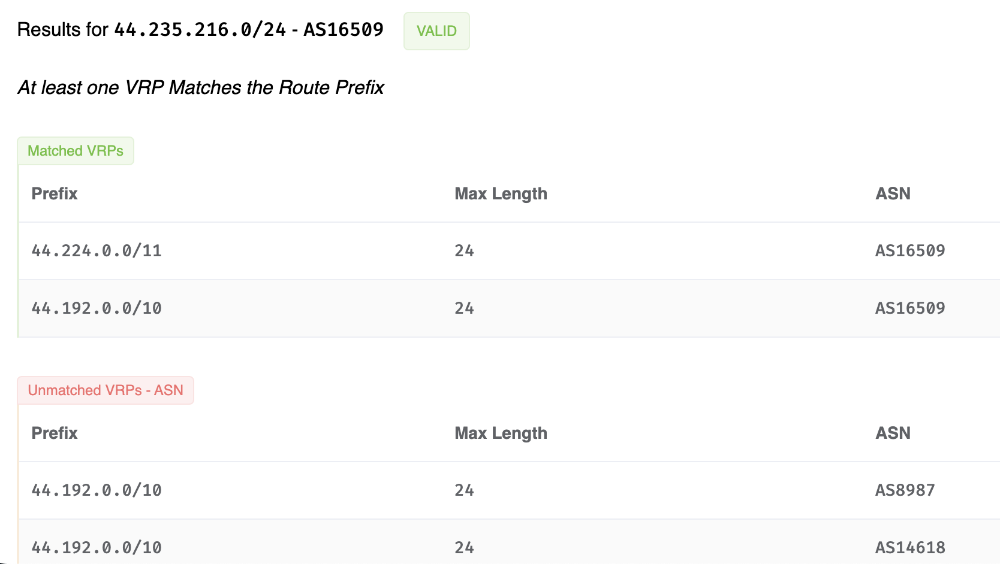 Results for 44.235.216.0/24 - AS16509 VALID
At least one VRP Matches the Route Prefix
Matched VRPs
Prefix Max Length ASN
44.224.0.0/11 24 AS16509
44.192.0.0/10 24 AS16509
Unmatched VRPs - ASN
Prefix Max Length ASN
44.192.0.0/10 24 AS8987
44.192.0.0/10 24 AS14618